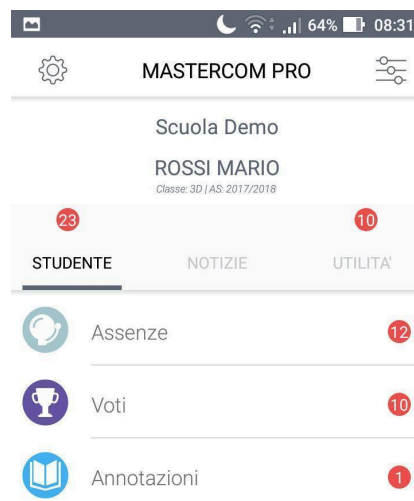 64% 08:31
MASTERCOM PRO
Scuola Demo
ROSSI MARIO
Classe: 3D | AS: 2017/2018
23 10
STUDENTE NOTIZIE UTILITA'
Assenze 12
Voti 10
Annotazioni 1